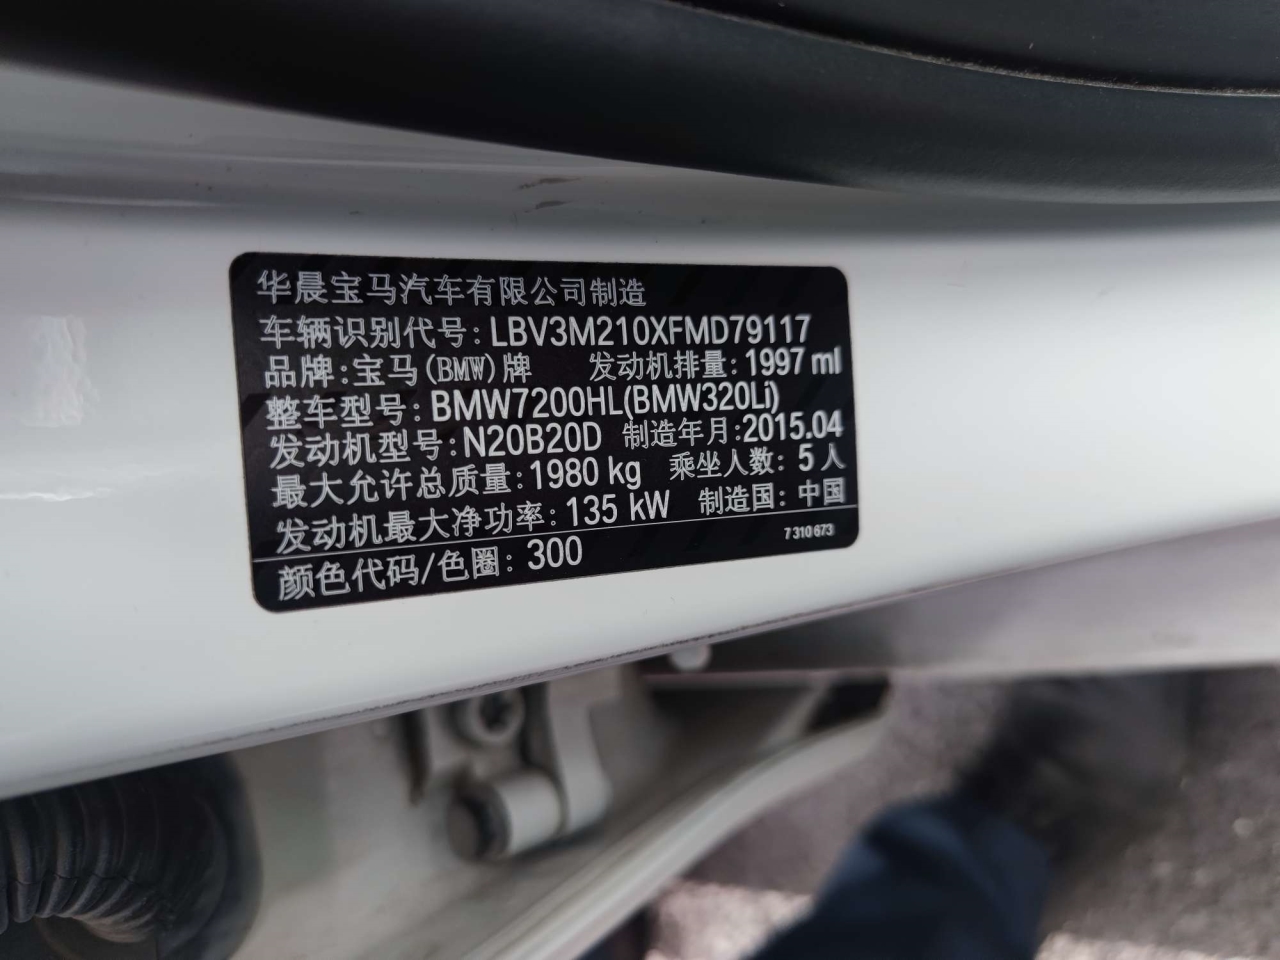 华晨宝马汽车有限公司制造
车辆识别代号: LBV3M210XFMD79117
品牌: 宝马(BMW)牌 发动机排量: 1997 ml
整车型号: BMW7200HL(BMW320Li)
发动机型号: N20B20D 制造年月: 2015.04
最大允许总质量: 1980 kg 乘坐人数: 5 人
发动机最大净功率: 135 kW 制造国: 中国
颜色代码/色圈: 300 7 310 673